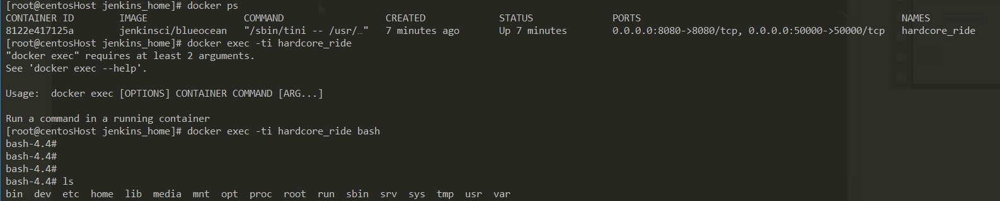 [root@centosHost jenkins_home]# docker ps
CONTAINER ID        IMAGE                 COMMAND                  CREATED             STATUS              PORTS                                              NAMES
8122e417125a        jenkinsci/blueocean   "/sbin/tini -- /usr/…"   7 minutes ago       Up 7 minutes        0.0.0.0:8080->8080/tcp, 0.0.0.0:50000->50000/tcp   hardcore_ride
[root@centosHost jenkins_home]# docker exec -ti hardcore_ride
"docker exec" requires at least 2 arguments.
See 'docker exec --help'.

Usage:  docker exec [OPTIONS] CONTAINER COMMAND [ARG...]

Run a command in a running container
[root@centosHost jenkins_home]# docker exec -ti hardcore_ride bash
bash-4.4#
bash-4.4#
bash-4.4#
bash-4.4# ls
bin  dev  etc  home  lib  media  mnt  opt  proc  root  run  sbin  srv  sys  tmp  usr  var